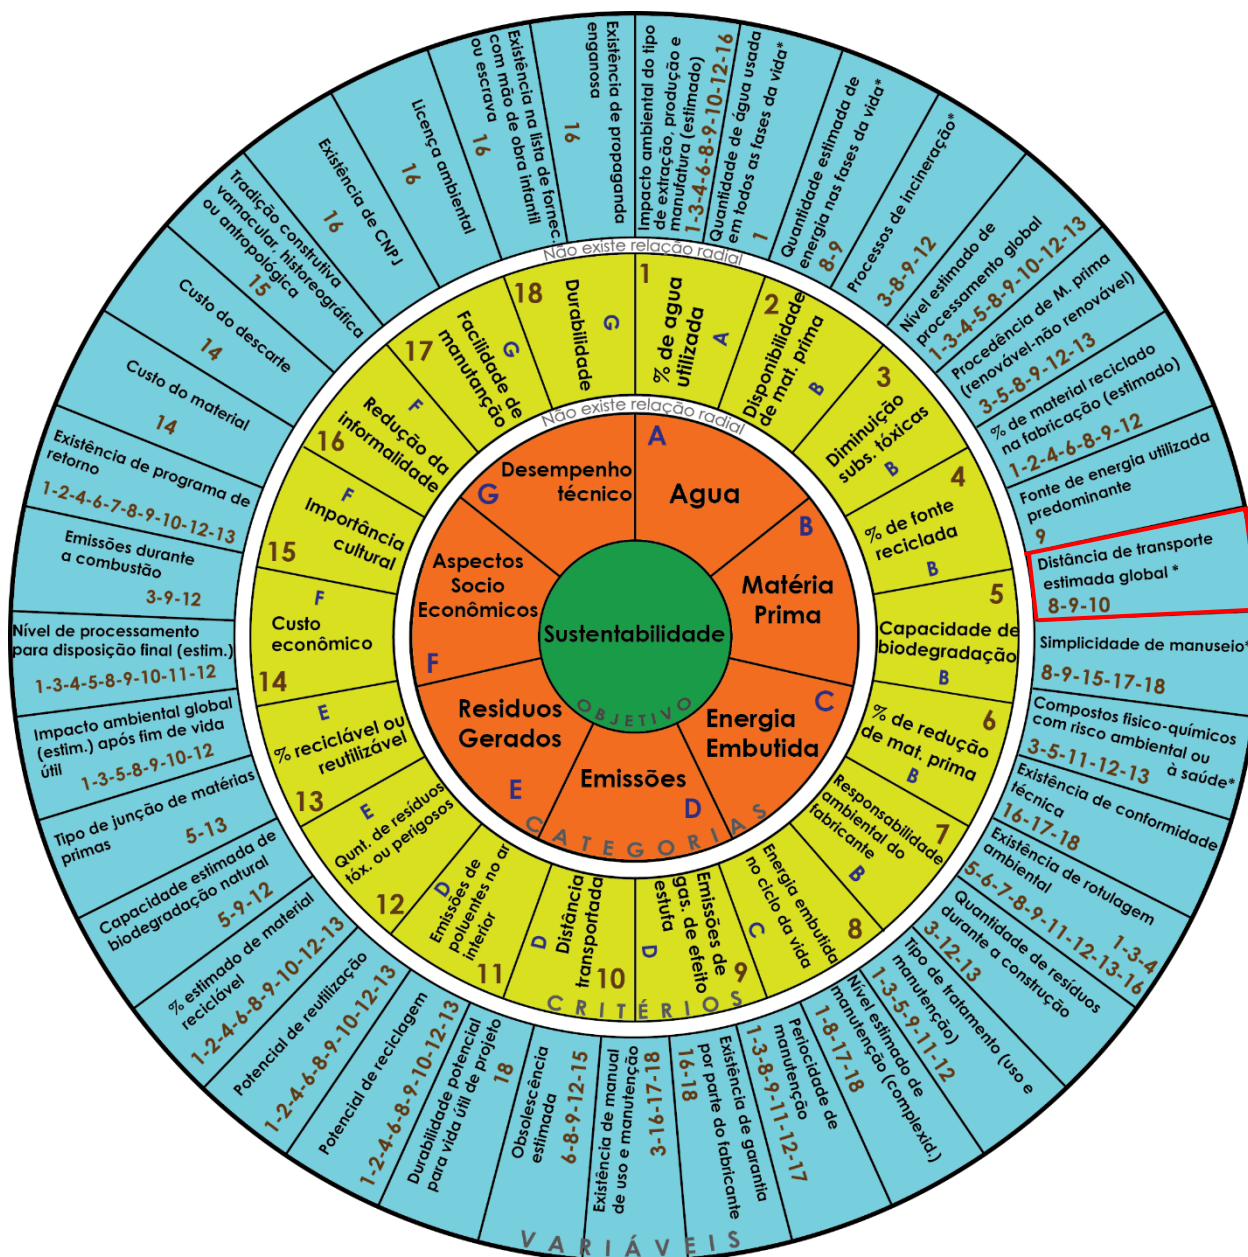 Sustentabilidade
OBJETIVO
A
Agua
B
Matéria
Prima
C
Energia
Embutida
D
Emissões
E
Residuos
Gerados
F
Aspectos
Socio
Econômicos
G
Desempenho
técnico
CATEGORIAS
Não existe relação radial
1
% de agua
utilizada
A
2
Disponibilidade
de mat. prima
B
3
Diminuição
subs. tóxicas
B
4
% de fonte
reciclada
B
5
Capacidade de
biodegradação
B
6
% de redução
de mat. prima
B
7
Responsabilidade
ambiental do
fabricante
B
8
Energia embutida
no ciclo da vida
C
9
Emissões de
gas. de efeito
estufa
D
10
Distância
transportada
D
11
Emissões de
poluentes no ar
interior
D
12
Qunt. de resíduos
tóx. ou perigosos
E
13
% reciclável ou
reutilizável
E
14
Custo
econômico
F
15
Importância
cultural
F
16
Redução da
informalidade
F
17
Facilidade de
manutanção
G
18
Durabilidade
G
CRITÉRIOS
Não existe relação radial
Impacto ambiental do tipo
de extração, produção e
manufatura (estimado)
1-3-4-6-8-9-10-12-16
Quantidade de água usada
em todos as fases da vida*
1
Quantidade estimada de
energia nas fases da vida*
8-9
Processos de incineração*
3-8-9-12
Nível estimado de
processamento global
1-3-4-5-8-9-10-12-13
Procedência de M. prima
(renovável-não renovável)
3-5-8-9-12-13
% de material reciclado
na fabricação (estimado)
1-2-4-6-8-9-12
Fonte de energia utilizada
predominante
9
Distância de transporte
estimada global *
8-9-10
Simplicidade de manuseio*
8-9-15-17-18
Compostos físico-químicos
com risco ambiental ou
à saúde*
3-5-11-12-13
Existência de conformidade
técnica
16-17-18
Existência de rotulagem
ambiental
1-3-4
5-6-7-8-9-11-12-13-16
Quantidade de resíduos
durante a construção
3-12-13
Tipo de tratamento (uso e
manutenção)
1-3-5-9-11-12
Nível estimado de
manutenção (complexid.)
1-8-17-18
Periocidade de
manutenção
1-3-8-9-11-12-17
Existência de garantia
por parte do fabricante
16-18
Existência de manual
de uso e manutenção
3-16-17-18
Obsolescência
estimada
6-8-9-12-15
Durabilidade potencial
para vida útil de projeto
18
Potencial de reciclagem
1-2-4-6-8-9-10-12-13
Potencial de reutilização
1-2-4-6-8-9-10-12-13
% estimado de material
reciclável
1-2-4-6-8-9-10-12-13
Capacidade estimada de
biodegradação natural
5-9-12
Tipo de junção de matérias
primas
5-13
Impacto ambiental global
(estim.) após fim de vida
útil
1-3-5-8-9-10-12
Nível de processamento
para disposição final (estim.)
1-3-4-5-8-9-10-11-12
Emissões durante
a combustão
3-9-12
Existência de programa de
retorno
1-2-4-6-7-8-9-10-12-13
Custo do material
14
Custo do descarte
14
Tradição construtiva
varnacular, historeográfica
ou antropológica
15
Existência de CNPJ
16
Licença ambiental
16
Existência na lista de fornec.
com mão de obra infantil
ou escrava
16
Existência de propaganda
enganosa
16
VARIÁVEIS